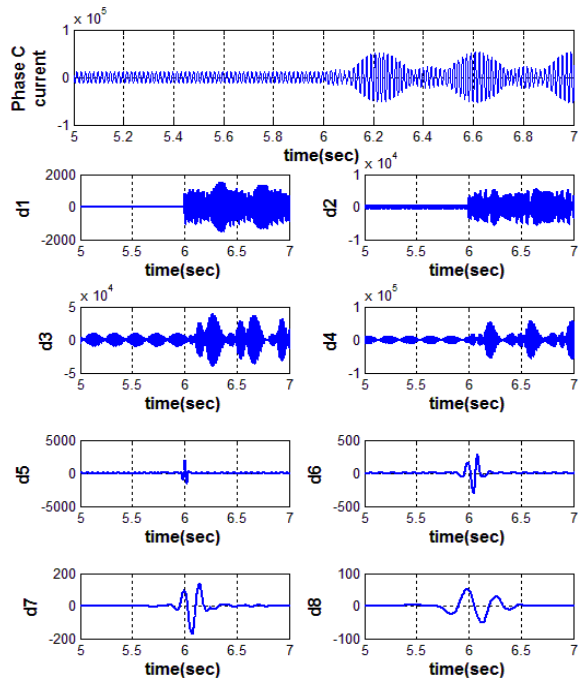 x 10^5
Phase C
current
1
0
-1
5 5.2 5.4 5.6 5.8 6 6.2 6.4 6.6 6.8 7
time(sec)
d1
2000
0
-2000
5 5.5 6 6.5 7
time(sec)
x 10^4
d2
1
0
-1
5 5.5 6 6.5 7
time(sec)
x 10^4
d3
5
0
-5
5 5.5 6 6.5 7
time(sec)
x 10^5
d4
1
0
-1
5 5.5 6 6.5 7
time(sec)
d5
5000
0
-5000
5 5.5 6 6.5 7
time(sec)
d6
500
0
-500
5 5.5 6 6.5 7
time(sec)
d7
200
0
-200
5 5.5 6 6.5 7
time(sec)
d8
100
0
-100
5 5.5 6 6.5 7
time(sec)